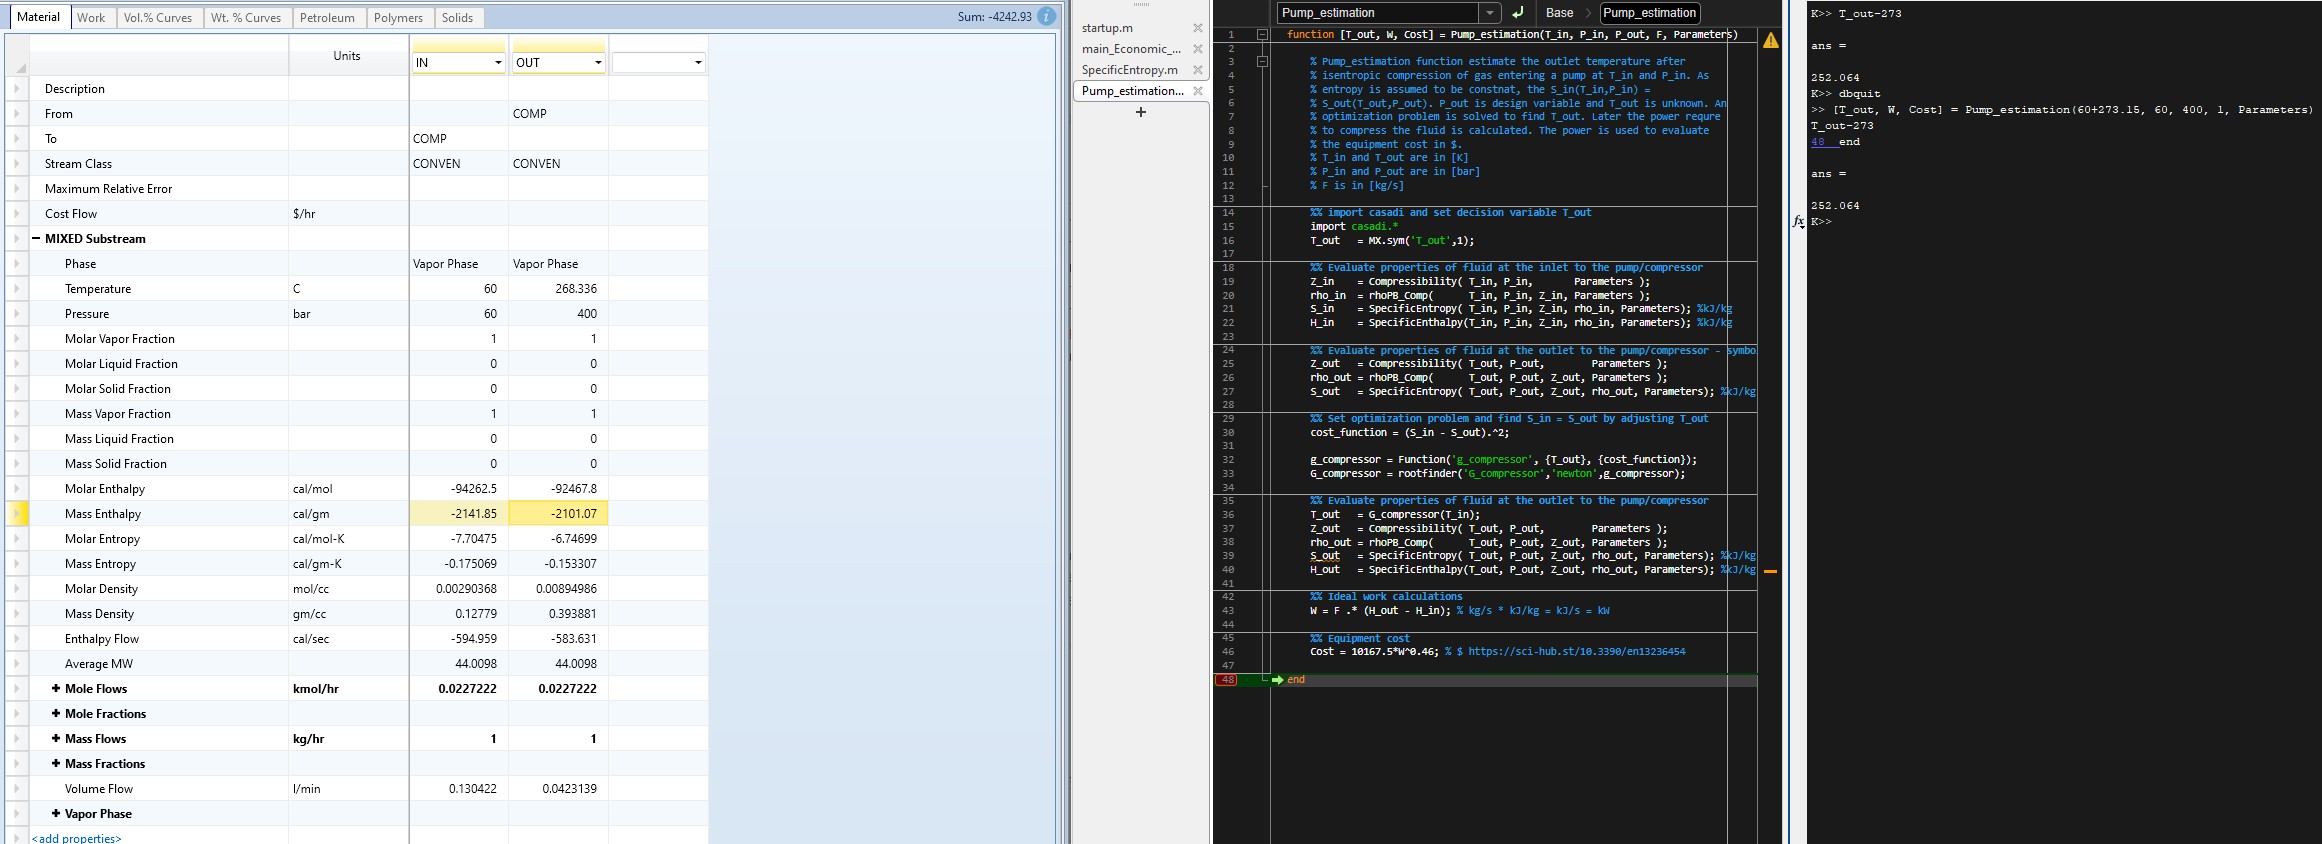 Material Work Vol.% Curves Wt. % Curves Petroleum Polymers Solids Sum: -4242.93
Units IN OUT
Description
From COMP
To COMP
Stream Class CONVEN CONVEN
Maximum Relative Error
Cost Flow $/hr
MIXED Substream
Phase Vapor Phase Vapor Phase
Temperature C 60 268.336
Pressure bar 60 400
Molar Vapor Fraction 1 1
Molar Liquid Fraction 0 0
Molar Solid Fraction 0 0
Mass Vapor Fraction 1 1
Mass Liquid Fraction 0 0
Mass Solid Fraction 0 0
Molar Enthalpy cal/mol -94262.5 -92467.8
Mass Enthalpy cal/gm -2141.85 -2101.07
Molar Entropy cal/mol-K -7.70475 -6.74699
Mass Entropy cal/gm-K -0.175069 -0.153307
Molar Density mol/cc 0.00290368 0.00894986
Mass Density gm/cc 0.12779 0.393881
Enthalpy Flow cal/sec -594.959 -583.631
Average MW 44.0098 44.0098
+ Mole Flows kmol/hr 0.0227222 0.0227222
+ Mole Fractions
+ Mass Flows kg/hr 1 1
+ Mass Fractions
Volume Flow l/min 0.130422 0.0423139
+ Vapor Phase
<add properties>
startup.m
main_Economic_...
SpecificEntropy.m
Pump_estimation...
+
Pump_estimation Base Pump_estimation
1 function [T_out, W, Cost] = Pump_estimation(T_in, P_in, P_out, F, Parameters)
2
3 % Pump_estimation function estimate the outlet temperature after
4 % isentropic compression of gas entering a pump at T_in and P_in. As
5 % entropy is assumed to be constnat, the S_in(T_in,P_in) =
6 % S_out(T_out,P_out). P_out is design variable and T_out is unknown. An
7 % optimization problem is solved to find T_out. Later the power requre
8 % to compress the fluid is calculated. The power is used to evaluate
9 % the equipment cost in $.
10 % T_in and T_out are in [K]
11 % P_in and P_out are in [bar]
12 % F is in [kg/s]
13
14 %% import casadi and set decision variable T_out
15 import casadi.*
16 T_out = MX.sym('T_out',1);
17
18 %% Evaluate properties of fluid at the inlet to the pump/compressor
19 Z_in = Compressibility( T_in, P_in, Parameters );
20 rho_in = rhoPB_Comp( T_in, P_in, Z_in, Parameters );
21 S_in = SpecificEntropy( T_in, P_in, Z_in, rho_in, Parameters); %kJ/kg
22 H_in = SpecificEnthalpy(T_in, P_in, Z_in, rho_in, Parameters); %kJ/kg
23
24 %% Evaluate properties of fluid at the outlet to the pump/compressor - symbo
25 Z_out = Compressibility( T_out, P_out, Parameters );
26 rho_out = rhoPB_Comp( T_out, P_out, Z_out, Parameters );
27 S_out = SpecificEntropy( T_out, P_out, Z_out, rho_out, Parameters); %kJ/kg
28
29 %% Set optimization problem and find S_in = S_out by adjusting T_out
30 cost_function = (S_in - S_out).^2;
31
32 g_compressor = Function('g_compressor', {T_out}, {cost_function});
33 G_compressor = rootfinder('G_compressor','newton',g_compressor);
34
35 %% Evaluate properties of fluid at the outlet to the pump/compressor
36 T_out = G_compressor(T_in);
37 Z_out = Compressibility( T_out, P_out, Parameters );
38 rho_out = rhoPB_Comp( T_out, P_out, Z_out, Parameters );
39 S_out = SpecificEntropy( T_out, P_out, Z_out, rho_out, Parameters); %kJ/kg
40 H_out = SpecificEnthalpy(T_out, P_out, Z_out, rho_out, Parameters); %kJ/kg
41
42 %% Ideal work calculations
43 W = F .* (H_out - H_in); % kg/s * kJ/kg = kJ/s = kW
44
45 %% Equipment cost
46 Cost = 10167.5*W^0.46; % $ https://sci-hub.st/10.3390/en13236454
47
48 end
K>> T_out-273
ans =
252.064
K>> dbquit
>> [T_out, W, Cost] = Pump_estimation(60+273.15, 60, 400, 1, Parameters)
T_out-273
48 end
ans =
252.064
fx K>>